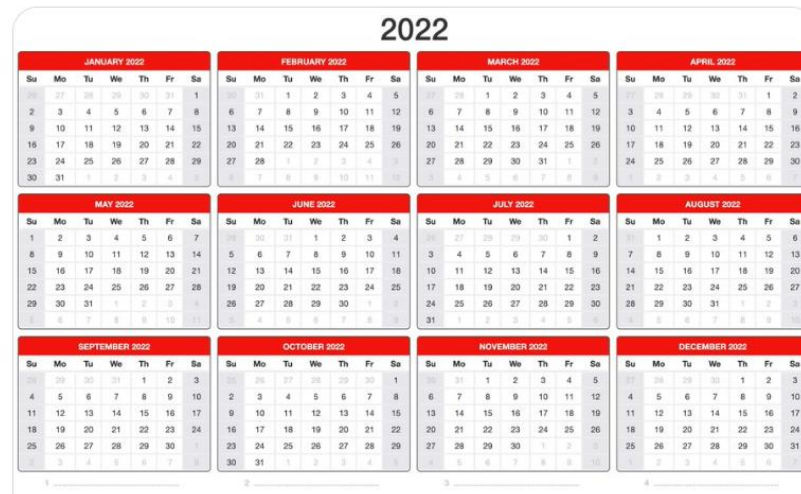 2022
JANUARY 2022 FEBRUARY 2022 MARCH 2022 APRIL 2022
Su Mo Tu We Th Fr Sa Su Mo Tu We Th Fr Sa Su Mo Tu We Th Fr Sa Su Mo Tu We Th Fr Sa
26 27 28 29 30 31 1 30 31 1 2 3 4 5 27 28 1 2 3 4 5 27 28 29 30 31 1 2
2 3 4 5 6 7 8 6 7 8 9 10 11 12 6 7 8 9 10 11 12 3 4 5 6 7 8 9
9 10 11 12 13 14 15 13 14 15 16 17 18 19 13 14 15 16 17 18 19 10 11 12 13 14 15 16
16 17 18 19 20 21 22 20 21 22 23 24 25 26 20 21 22 23 24 25 26 17 18 19 20 21 22 23
23 24 25 26 27 28 29 27 28 1 2 3 4 5 27 28 29 30 31 1 2 24 25 26 27 28 29 30
30 31 1 2 3 4 5 6 7 8 9 10 11 12 3 4 5 6 7 8 9 1 2 3 4 5 6 7
MAY 2022 JUNE 2022 JULY 2022 AUGUST 2022
Su Mo Tu We Th Fr Sa Su Mo Tu We Th Fr Sa Su Mo Tu We Th Fr Sa Su Mo Tu We Th Fr Sa
1 2 3 4 5 6 7 29 30 31 1 2 3 4 26 27 28 29 30 1 2 31 1 2 3 4 5 6
8 9 10 11 12 13 14 5 6 7 8 9 10 11 3 4 5 6 7 8 9 7 8 9 10 11 12 13
15 16 17 18 19 20 21 12 13 14 15 16 17 18 10 11 12 13 14 15 16 14 15 16 17 18 19 20
22 23 24 25 26 27 28 19 20 21 22 23 24 25 17 18 19 20 21 22 23 21 22 23 24 25 26 27
29 30 31 1 2 3 4 26 27 28 29 30 1 2 24 25 26 27 28 29 30 28 29 30 31 1 2 3
5 6 7 8 9 10 11 3 4 5 6 7 8 9 31 1 2 3 4 5 6 4 5 6 7 8 9 10
SEPTEMBER 2022 OCTOBER 2022 NOVEMBER 2022 DECEMBER 2022
Su Mo Tu We Th Fr Sa Su Mo Tu We Th Fr Sa Su Mo Tu We Th Fr Sa Su Mo Tu We Th Fr Sa
28 29 30 31 1 2 3 25 26 27 28 29 30 1 30 31 1 2 3 4 5 27 28 29 30 1 2 3
4 5 6 7 8 9 10 2 3 4 5 6 7 8 6 7 8 9 10 11 12 4 5 6 7 8 9 10
11 12 13 14 15 16 17 9 10 11 12 13 14 15 13 14 15 16 17 18 19 11 12 13 14 15 16 17
18 19 20 21 22 23 24 16 17 18 19 20 21 22 20 21 22 23 24 25 26 18 19 20 21 22 23 24
25 26 27 28 29 30 1 23 24 25 26 27 28 29 27 28 29 30 1 2 3 25 26 27 28 29 30 31
2 3 4 5 6 7 8 30 31 1 2 3 4 5 4 5 6 7 8 9 10 1 2 3 4 5 6 7
1 2 3 4